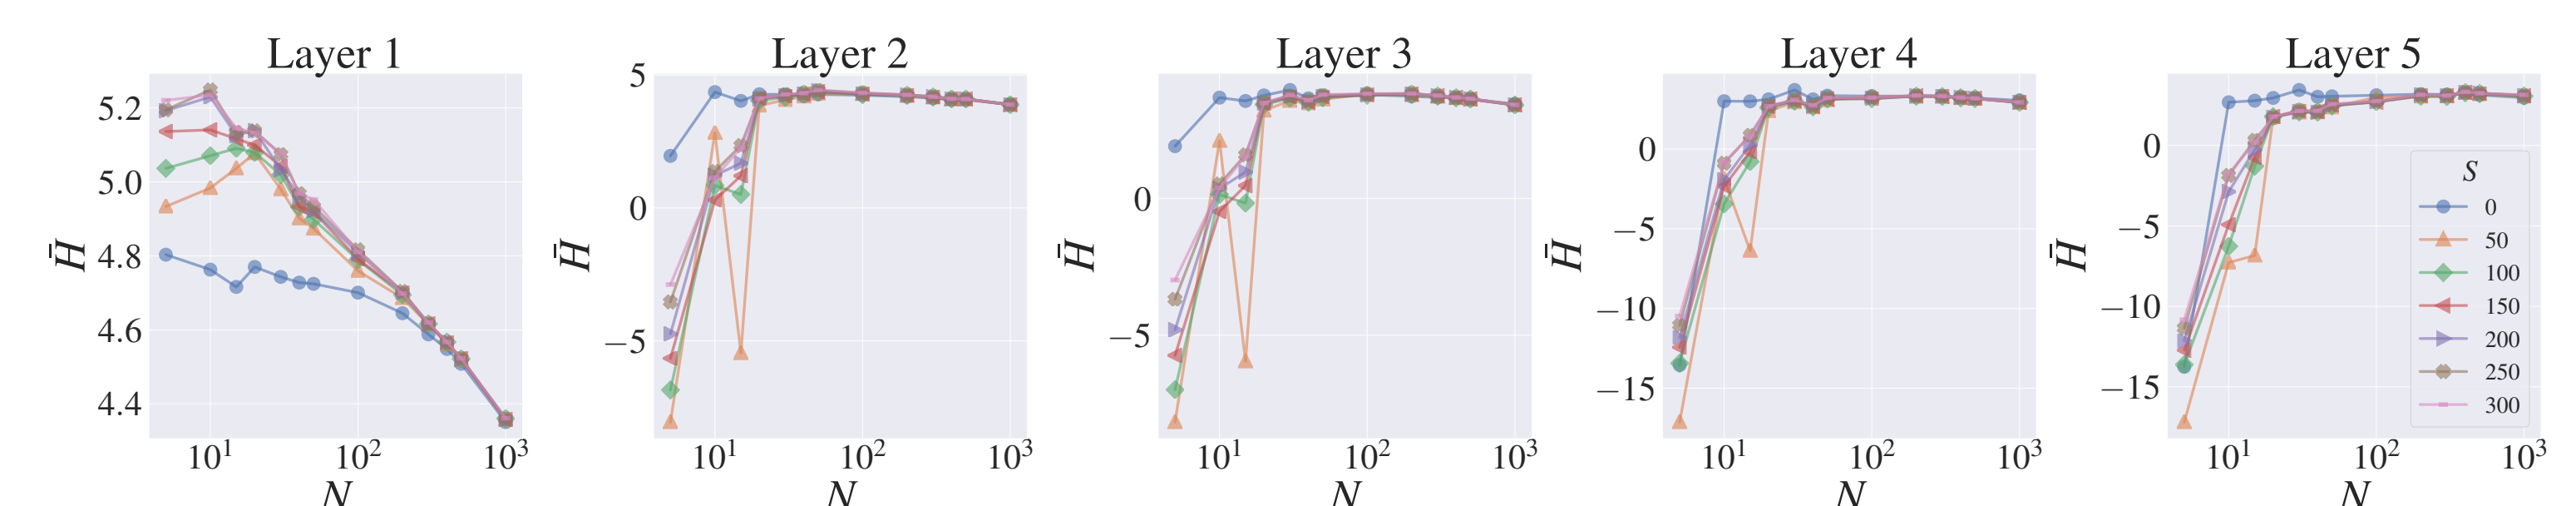 Layer 1
5.2
5.0
4.8
4.6
4.4
H̄
10¹ 10² 10³
N
Layer 2
5
0
−5
H̄
10¹ 10² 10³
N
Layer 3
0
−5
H̄
10¹ 10² 10³
N
Layer 4
0
−5
−10
−15
H̄
10¹ 10² 10³
N
Layer 5
0
−5
−10
−15
H̄
10¹ 10² 10³
N
S
0
50
100
150
200
250
300